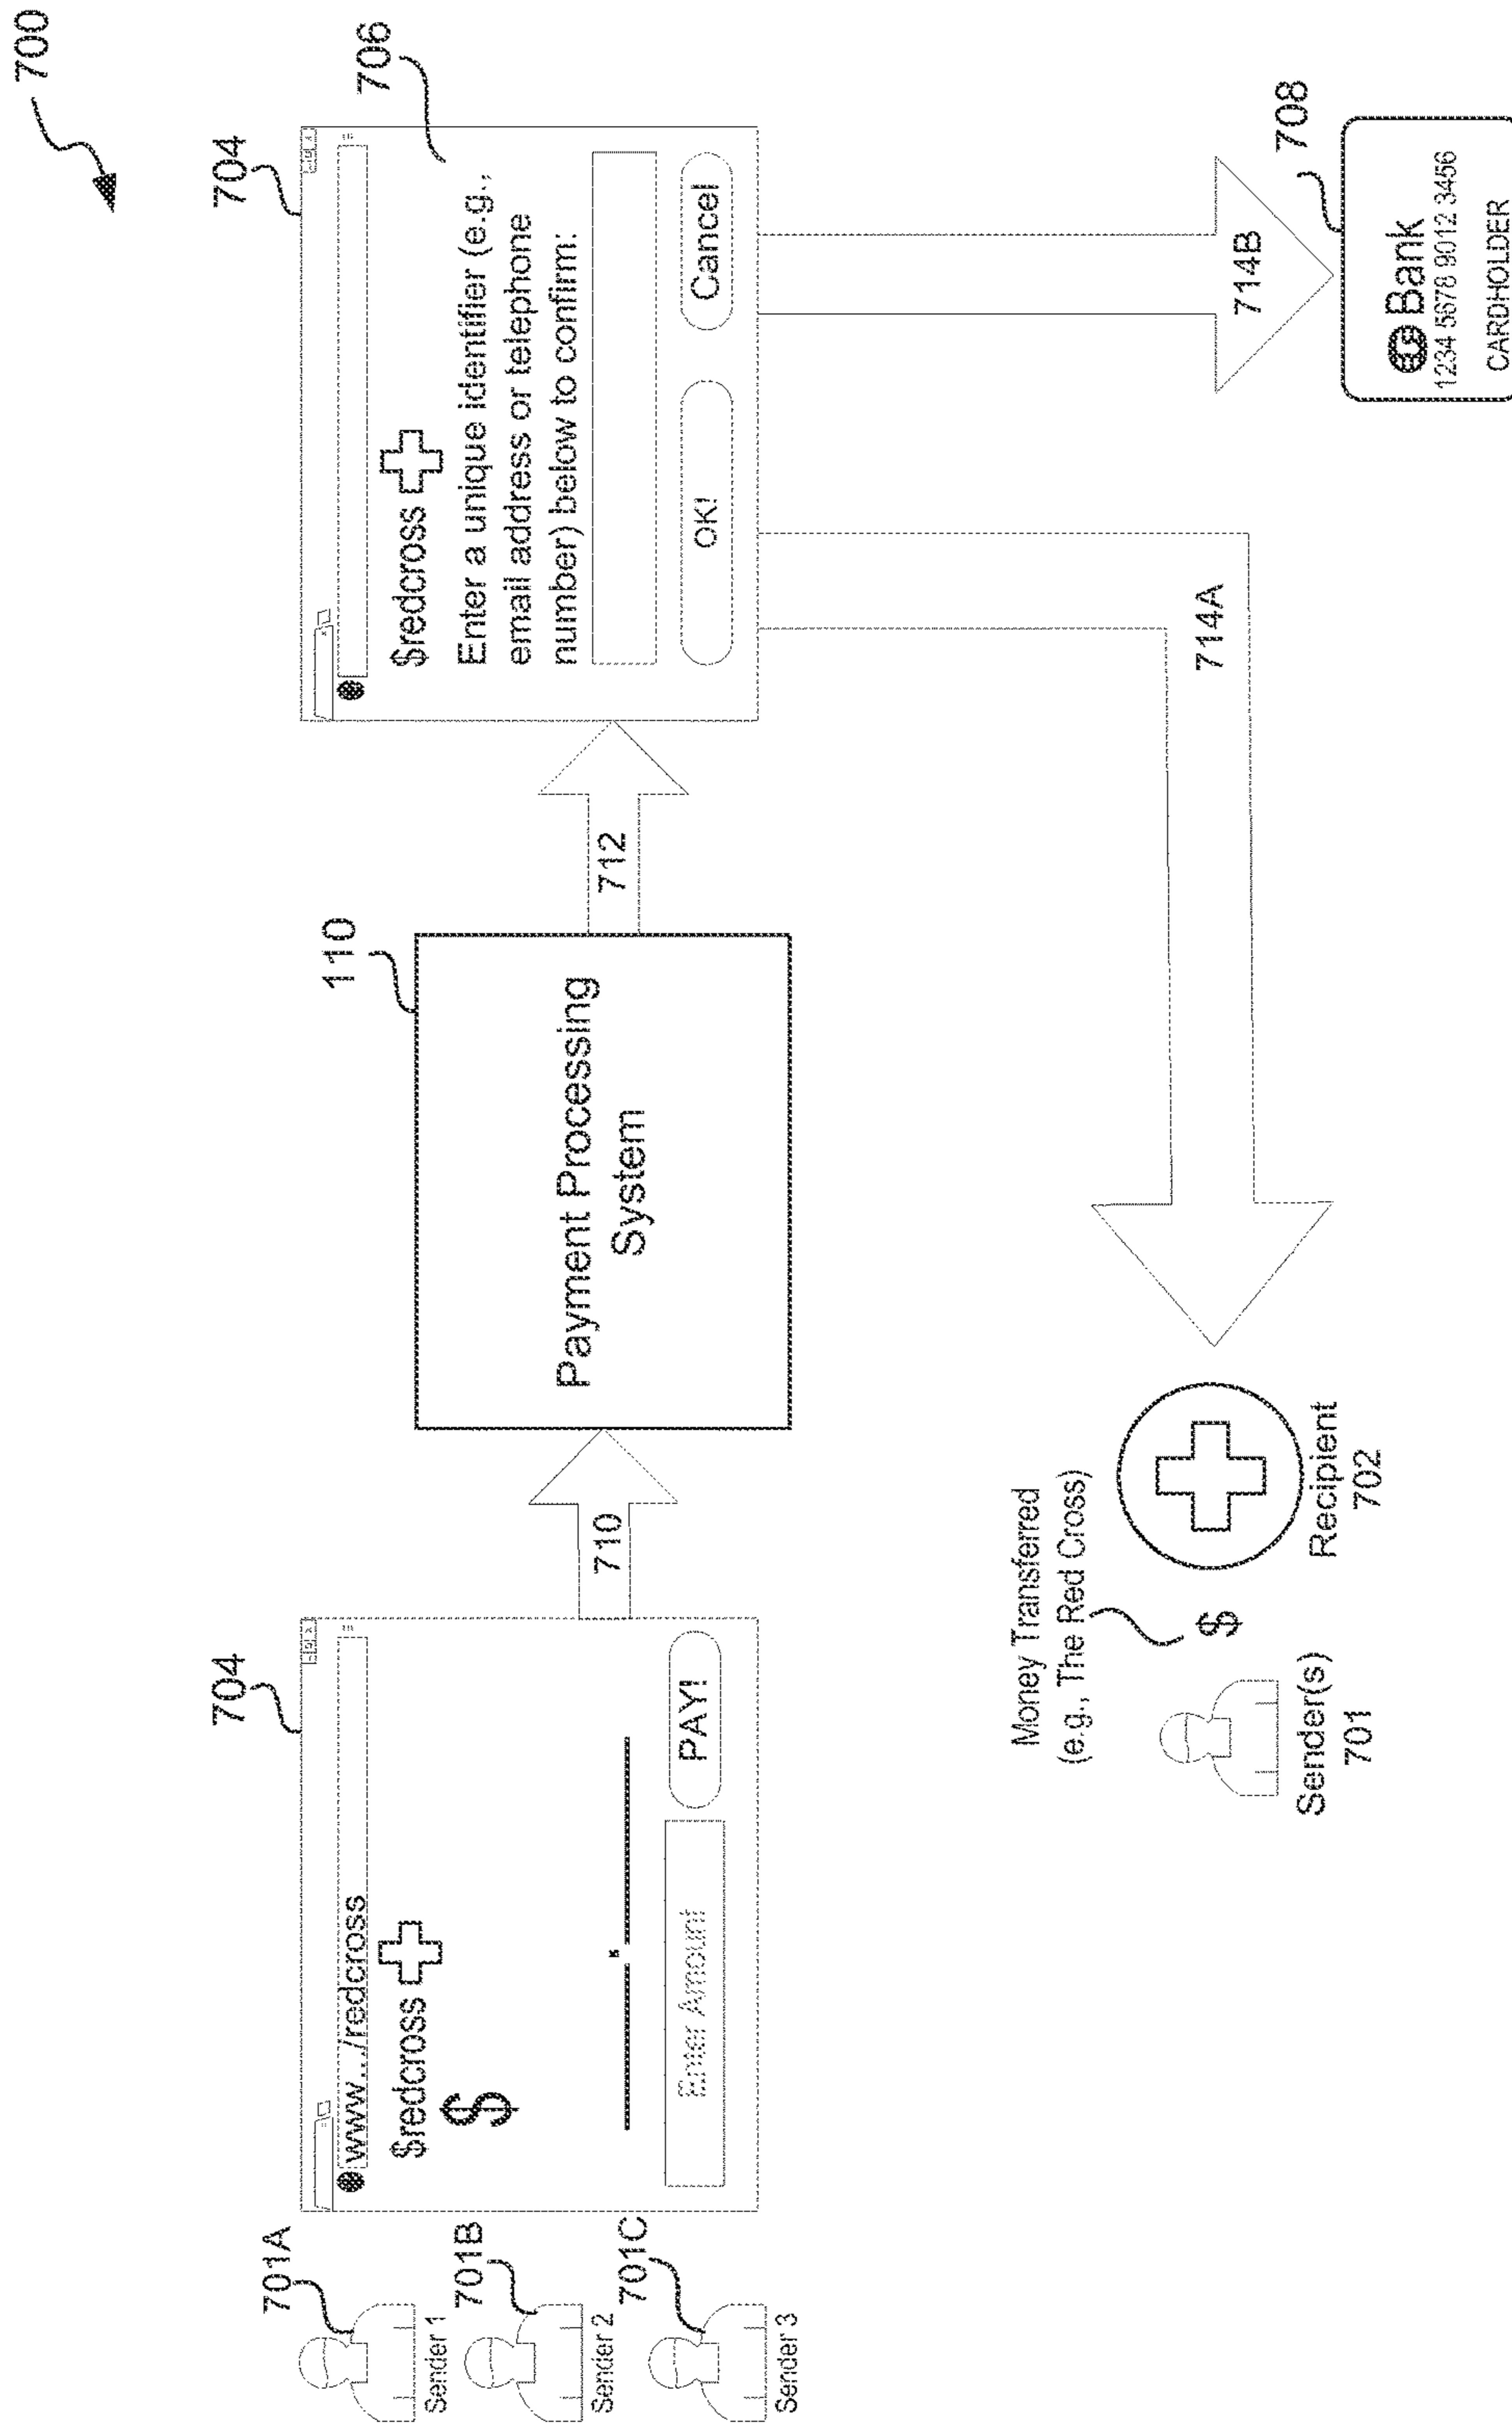 700
704
704
706
110
708
701A
Sender 1
701B
Sender 2
701C
Sender 3
www.../redcross
$redcross
$
Enter Amount
PAY!
710
Payment Processing
System
712
$redcross
Enter a unique identifier (e.g.,
email address or telephone
number) below to confirm:
OK!
Cancel
714A
714B
Bank
1234 5678 9012 3456
CARDHOLDER
Money Transferred
(e.g., The Red Cross)
$
Sender(s)
701
Recipient
702